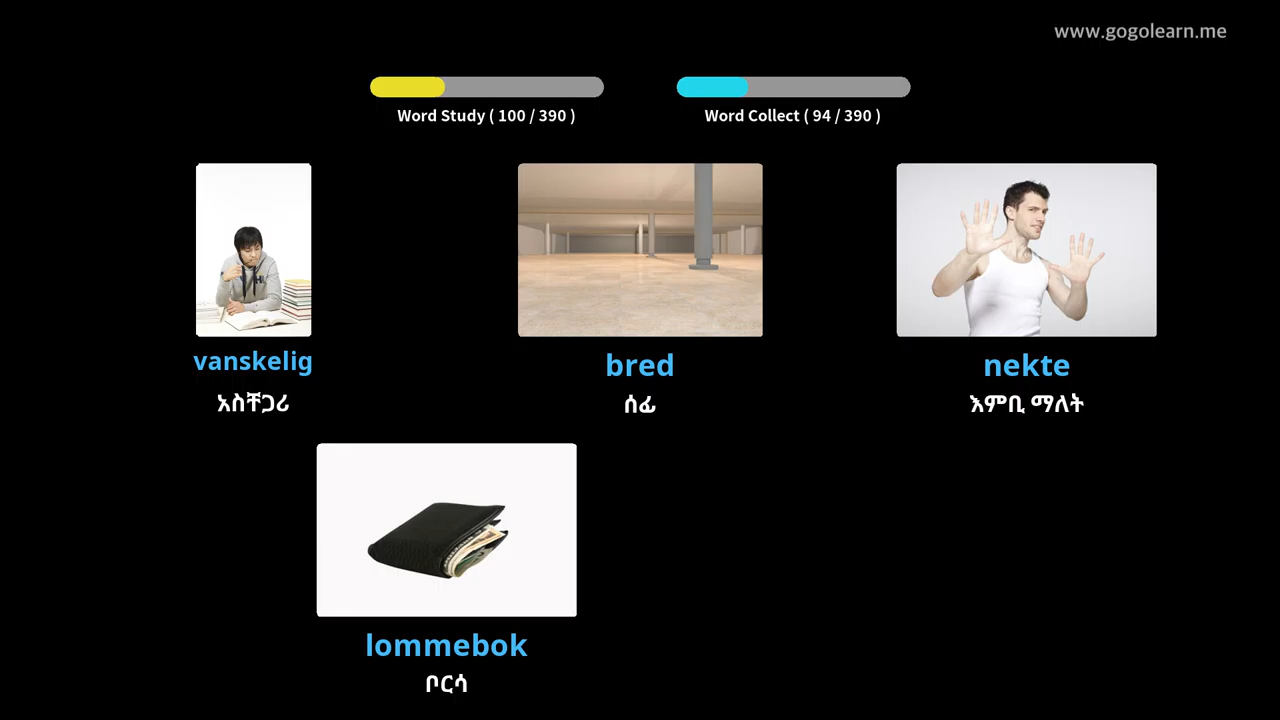 www.gogolearn.me
Word Study ( 100 / 390 )
Word Collect ( 94 / 390 )
vanskelig
አስቸጋሪ
bred
ሰፊ
nekte
እምቢ ማለት
lommebok
ቦርሳ